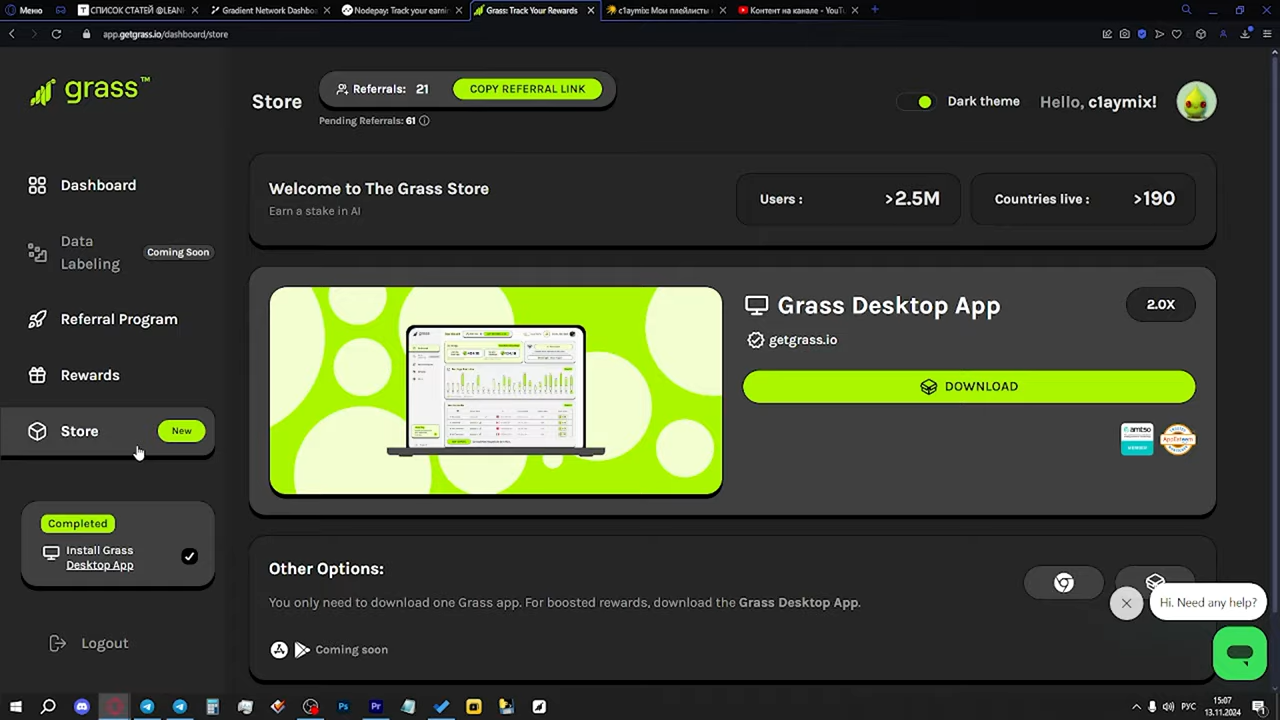 Меню
СПИСОК СТАТЕЙ @LEAN
Gradient Network Dashboa
Nodepay: Track your earni
Grass: Track Your Rewards
c1aymix: Мои плейлисты
Контент на канале - YouTu
app.getgrass.io/dashboard/store
grass™
Store
Referrals: 21
COPY REFERRAL LINK
Pending Referrals: 61
Dark theme
Hello, c1aymix!
Dashboard
Data
Labeling
Coming Soon
Referral Program
Rewards
Store
New
Completed
Install Grass
Desktop App
Logout
Welcome to The Grass Store
Earn a stake in AI
Users :
>2.5M
Countries live :
>190
Grass Desktop App
2.0X
getgrass.io
DOWNLOAD
Other Options:
You only need to download one Grass app. For boosted rewards, download the Grass Desktop App.
Coming soon
Hi. Need any help?
РУС
15:07
13.11.2024